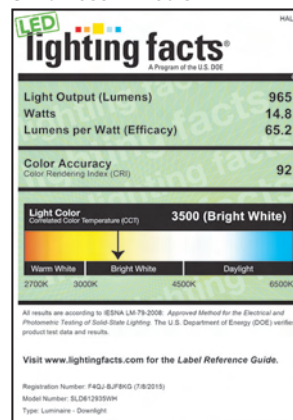 HAL
LED
lighting facts®
A Program of the U.S. DOE
Light Output (Lumens) 965
Watts 14.8
Lumens per Watt (Efficacy) 65.2
Color Accuracy 92
Color Rendering Index (CRI)
Light Color
Correlated Color Temperature (CCT) 3500 (Bright White)
Warm White Bright White Daylight
2700K 3000K 4500K 6500K
All results are according to IESNA LM-79-2008: Approved Method for the Electrical and
Photometric Testing of Solid-State Lighting. The U.S. Department of Energy (DOE) verifies
product test data and results.
Visit www.lightingfacts.com for the Label Reference Guide.
Registration Number: F4QJ-BJF8KG (7/8/2015)
Model Number: SLD612935WH
Type: Luminaire - Downlight